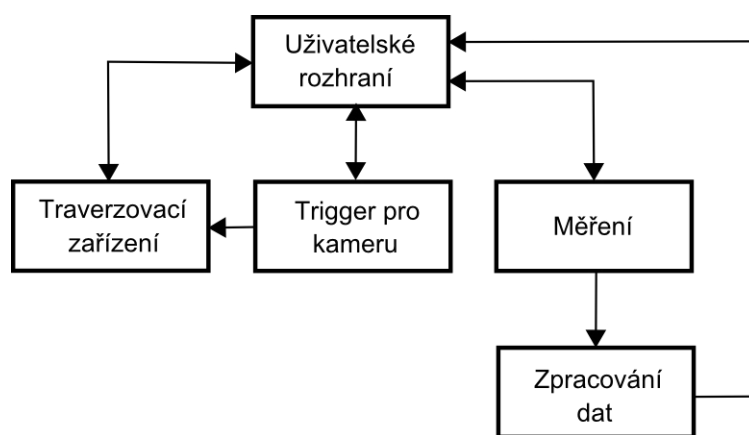 Uživatelské
rozhraní
Traverzovací
zařízení
Trigger pro
kameru
Měření
Zpracování
dat